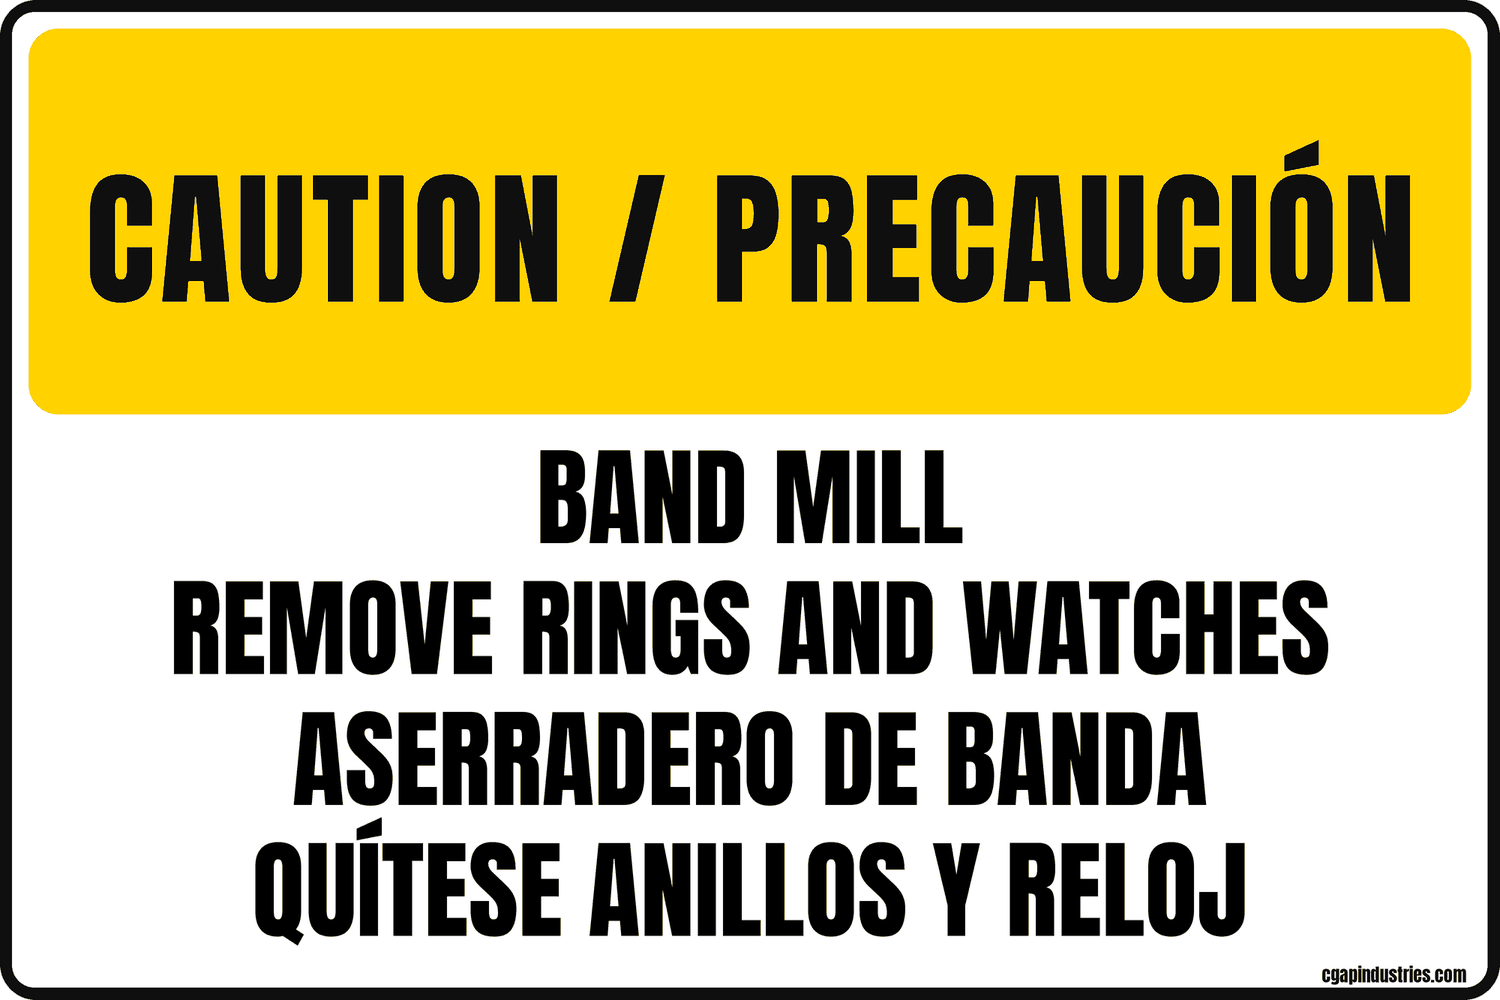 CAUTION / PRECAUCIÓN
BAND MILL
REMOVE RINGS AND WATCHES
ASERRADERO DE BANDA
QUÍTESE ANILLOS Y RELOJ
cgapindustries.com